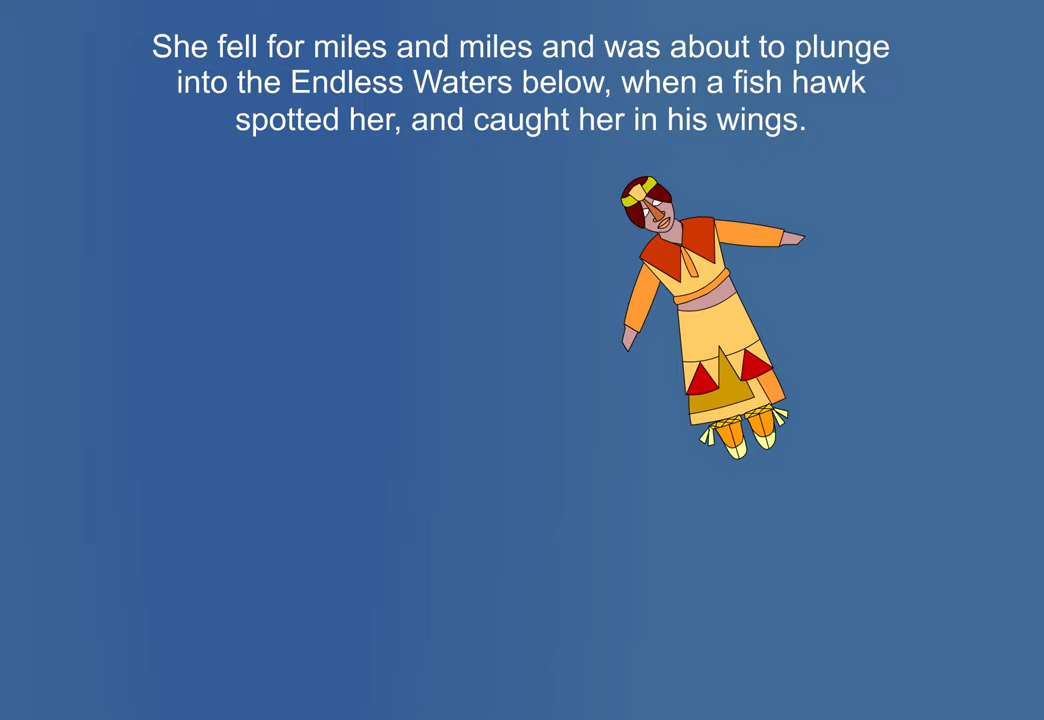 She fell for miles and miles and was about to plunge
into the Endless Waters below, when a fish hawk
spotted her, and caught her in his wings.